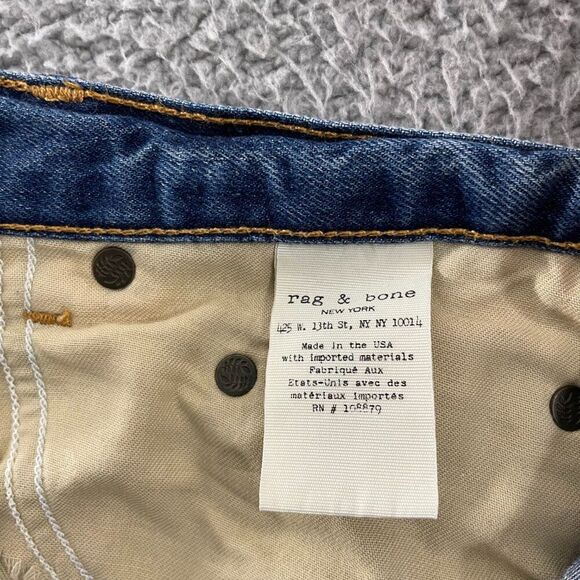 rag & bone
NEW YORK
425 W. 13th St, NY NY 10014
Made in the USA
with imported materials
Fabriqué Aux
Etats-Unis avec des
matériaux importés
RN # 108879